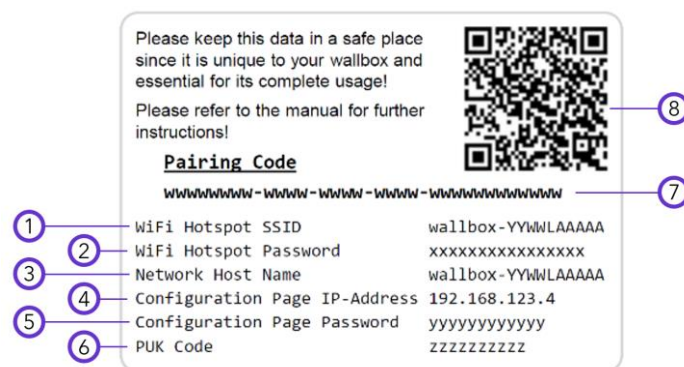 Please keep this data in a safe place
since it is unique to your wallbox and
essential for its complete usage!
Please refer to the manual for further
instructions!
8
Pairing Code
wwwwwwww-wwww-wwww-wwww-wwwwwwwwwwww
7
1 WiFi Hotspot SSID wallbox-YYWWLAAAAA
2 WiFi Hotspot Password xxxxxxxxxxxxxxxx
3 Network Host Name wallbox-YYWWLAAAAA
4 Configuration Page IP-Address 192.168.123.4
5 Configuration Page Password yyyyyyyyyyyy
6 PUK Code zzzzzzzzzz